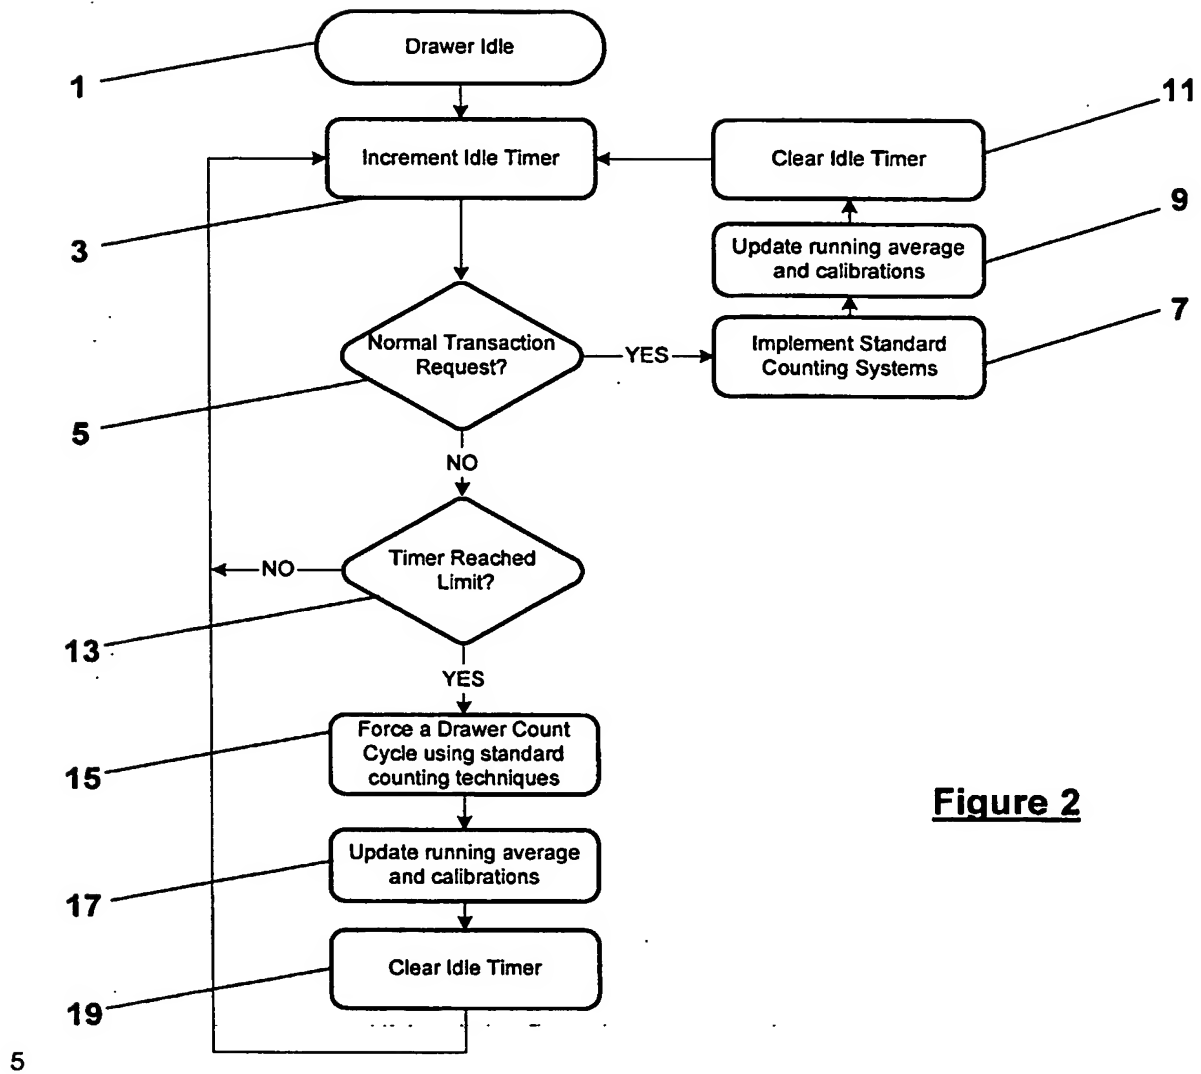 Drawer Idle
1
11
Increment Idle Timer
Clear Idle Timer
3
9
Update running average
and calibrations
7
Normal Transaction
Request?
YES
Implement Standard
Counting Systems
5
NO
Timer Reached
Limit?
NO
13
YES
Force a Drawer Count
Cycle using standard
counting techniques
15
Figure 2
Update running average
and calibrations
17
Clear Idle Timer
19
5